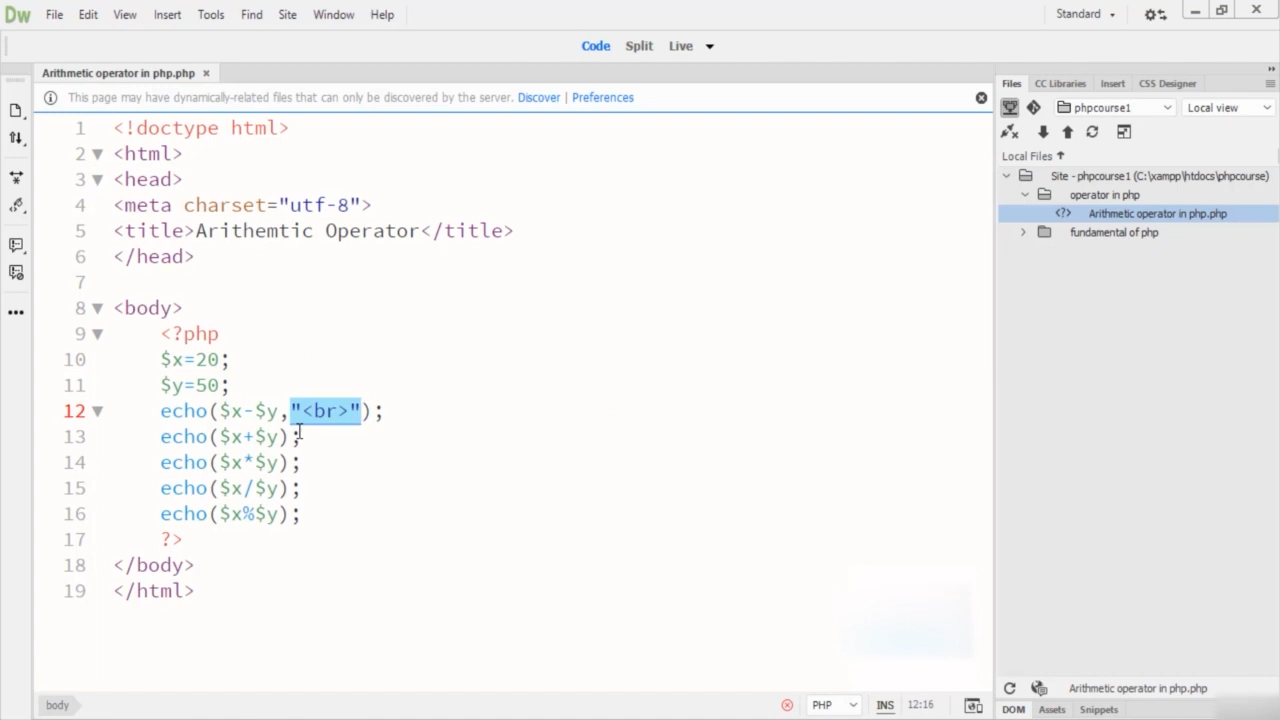 Dw File Edit View Insert Tools Find Site Window Help Standard
Code Split Live
Arithmetic operator in php.php ×
This page may have dynamically-related files that can only be discovered by the server. Discover | Preferences
1 <!doctype html>
2 <html>
3 <head>
4 <meta charset="utf-8">
5 <title>Arithemtic Operator</title>
6 </head>
7
8 <body>
9 <?php
10 $x=20;
11 $y=50;
12 echo($x-$y,"<br>");
13 echo($x+$y);
14 echo($x*$y);
15 echo($x/$y);
16 echo($x%$y);
17 ?>
18 </body>
19 </html>
body PHP INS 12:16
Files CC Libraries Insert CSS Designer
phpcourse1 Local view
Local Files
Site - phpcourse1 (C:\xampp\htdocs\phpcourse)
operator in php
<?> Arithmetic operator in php.php
fundamental of php
Arithmetic operator in php.php
DOM Assets Snippets